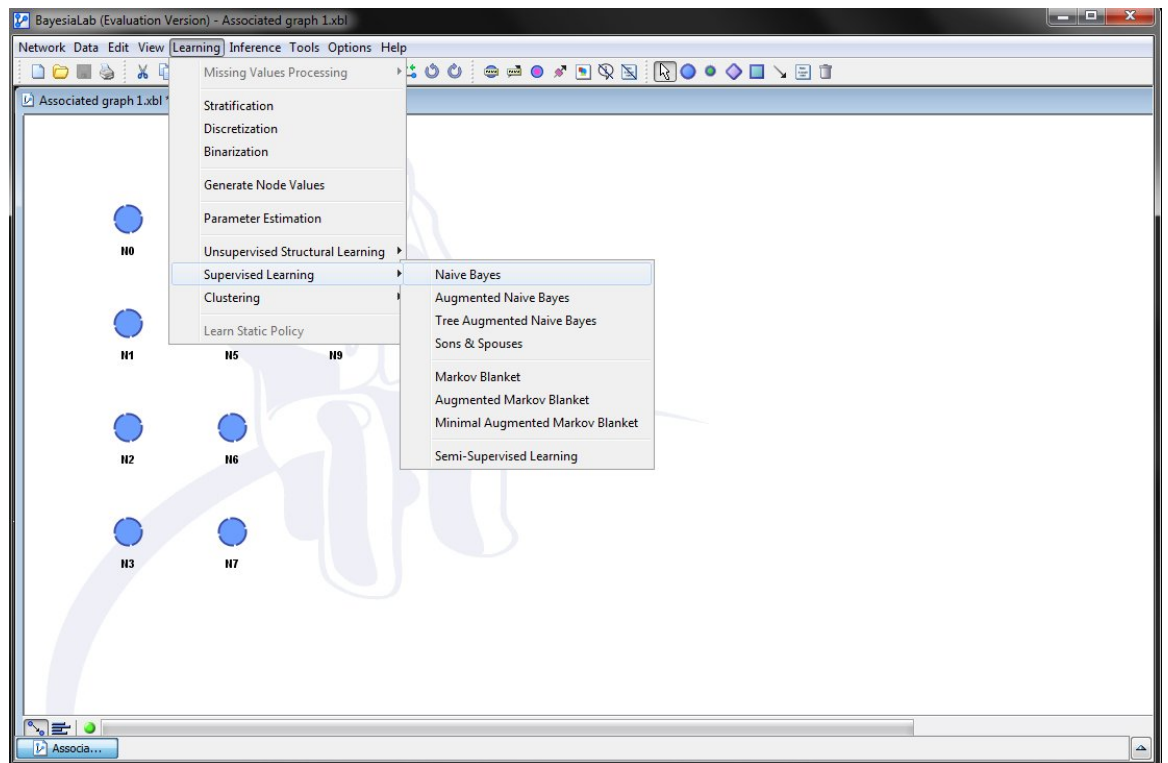 BayesiaLab (Evaluation Version) - Associated graph 1.xbl
Network Data Edit View Learning Inference Tools Options Help
Associated graph 1.xbl *
Missing Values Processing
Stratification
Discretization
Binarization
Generate Node Values
Parameter Estimation
Unsupervised Structural Learning
Supervised Learning
Clustering
Learn Static Policy
Naive Bayes
Augmented Naive Bayes
Tree Augmented Naive Bayes
Sons & Spouses
Markov Blanket
Augmented Markov Blanket
Minimal Augmented Markov Blanket
Semi-Supervised Learning
N0
N1 N5 N9
N2 N6
N3 N7
Associa...